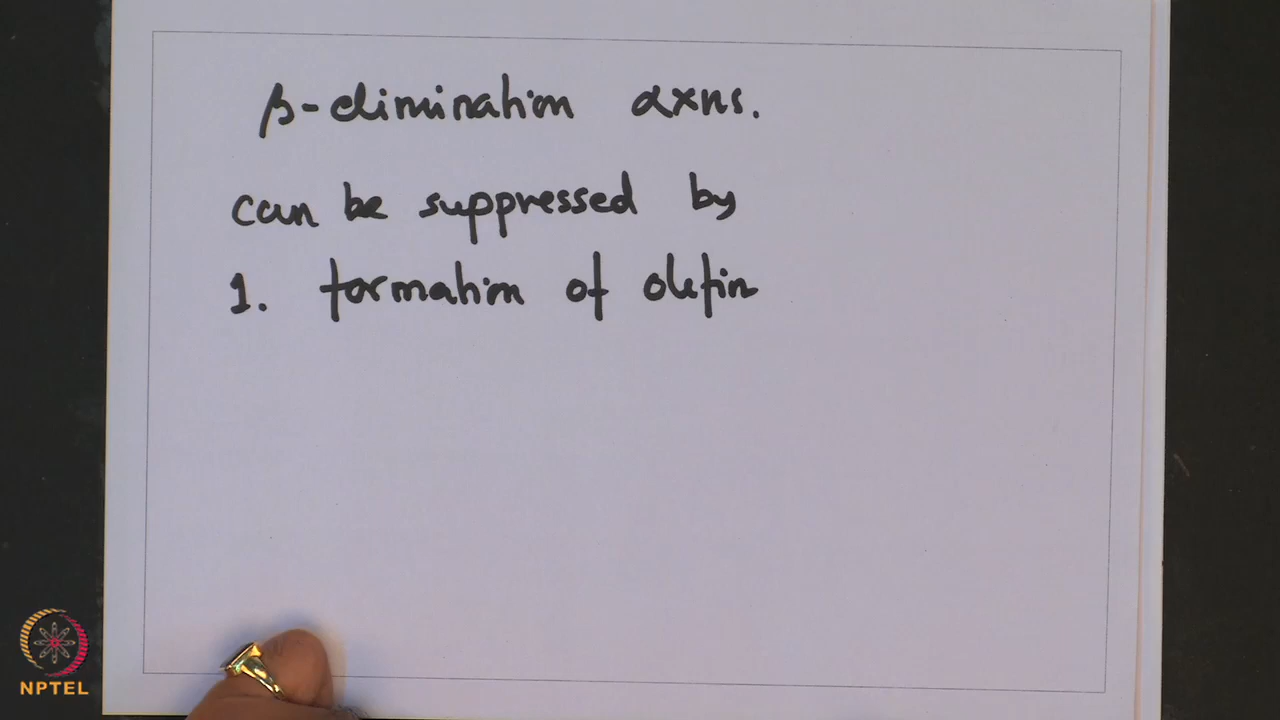 β-elimination rxns.
can be suppressed by
1. formation of olefin
NPTEL